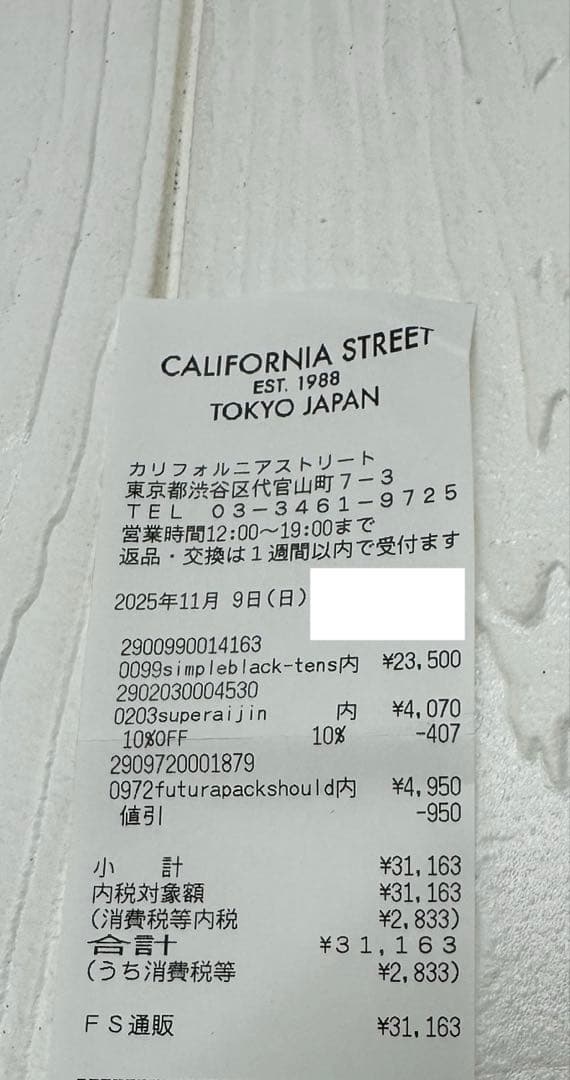 CALIFORNIA STREET
EST. 1988
TOKYO JAPAN
カリフォルニアストリート
東京都渋谷区代官山町7-3
TEL 03-3461-9725
営業時間12:00~19:00まで
返品・交換は1週間以内で受付ます
2025年11月 9日(日)
2900990014163
0099simpleblack-tens内 ¥23,500
2902030004530
0203superaijin 内 ¥4,070
10%OFF 10% -407
2909720001879
0972futurapackshould内 ¥4,950
値引 -950
小 計 ¥31,163
内税対象額 ¥31,163
(消費税等内税 ¥2,833)
合計 ¥31,163
(うち消費税等 ¥2,833)
FS通販 ¥31,163